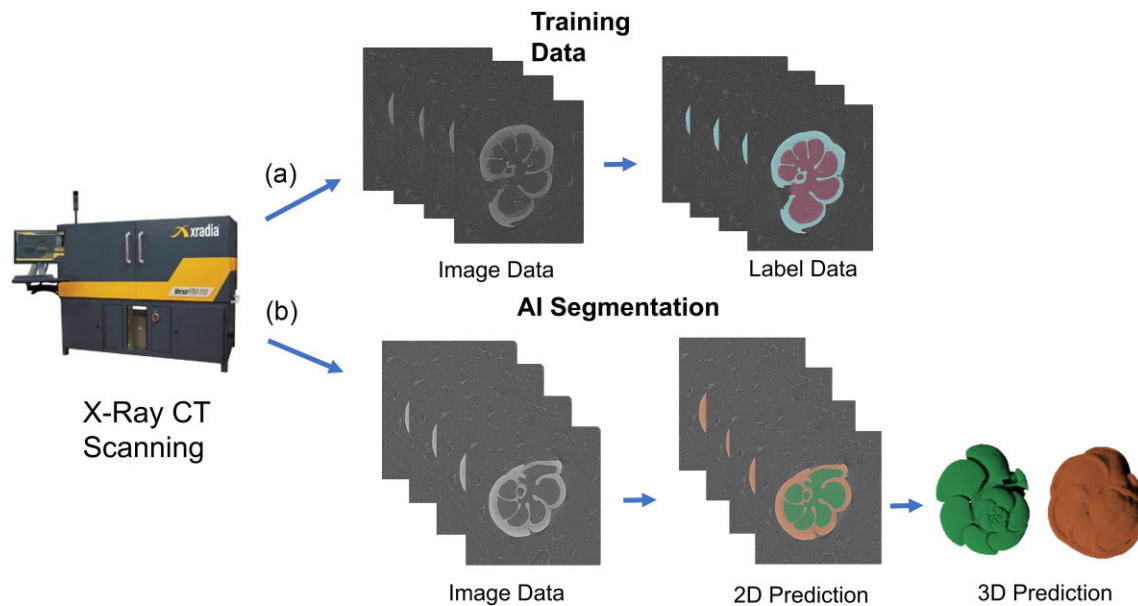 Training
Data
(a)
Image Data
Label Data
xradia
(b)
AI Segmentation
X-Ray CT
Scanning
Image Data
2D Prediction
3D Prediction